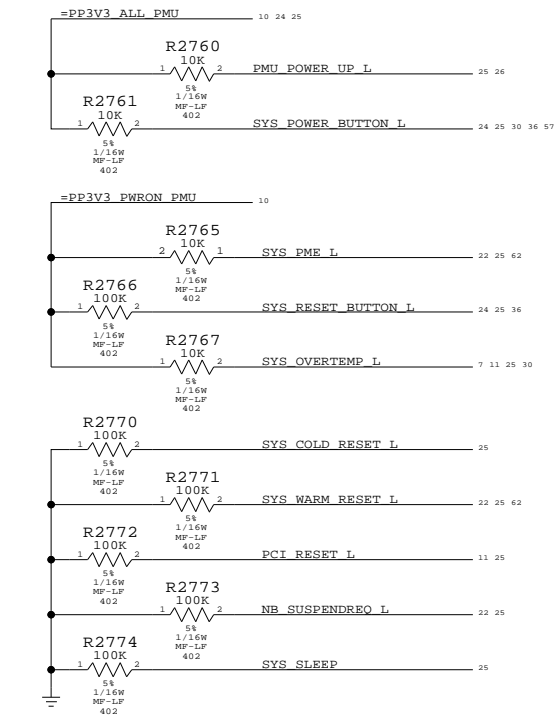 =PP3V3_ALL_PMU 10 24 25
R2760
10K
1 2 PMU_POWER_UP_L 25 26
5%
1/16W
MF-LF
402
R2761
10K
1 2 SYS_POWER_BUTTON_L 24 25 30 36 57
5%
1/16W
MF-LF
402
=PP3V3_PWRON_PMU 10
R2765
10K
2 1 SYS_PME_L 22 25 62
5%
1/16W
MF-LF
402
R2766
100K
1 2 SYS_RESET_BUTTON_L 24 25 36
5%
1/16W
MF-LF
402
R2767
10K
1 2 SYS_OVERTEMP_L 7 11 25 30
5%
1/16W
MF-LF
402
R2770
100K
1 2 SYS_COLD_RESET_L 25
5%
1/16W
MF-LF
402
R2771
100K
1 2 SYS_WARM_RESET_L 22 25 62
5%
1/16W
MF-LF
402
R2772
100K
1 2 PCI_RESET_L 11 25
5%
1/16W
MF-LF
402
R2773
100K
1 2 NB_SUSPENDREQ_L 22 25
5%
1/16W
MF-LF
402
R2774
100K
1 2 SYS_SLEEP 25
5%
1/16W
MF-LF
402